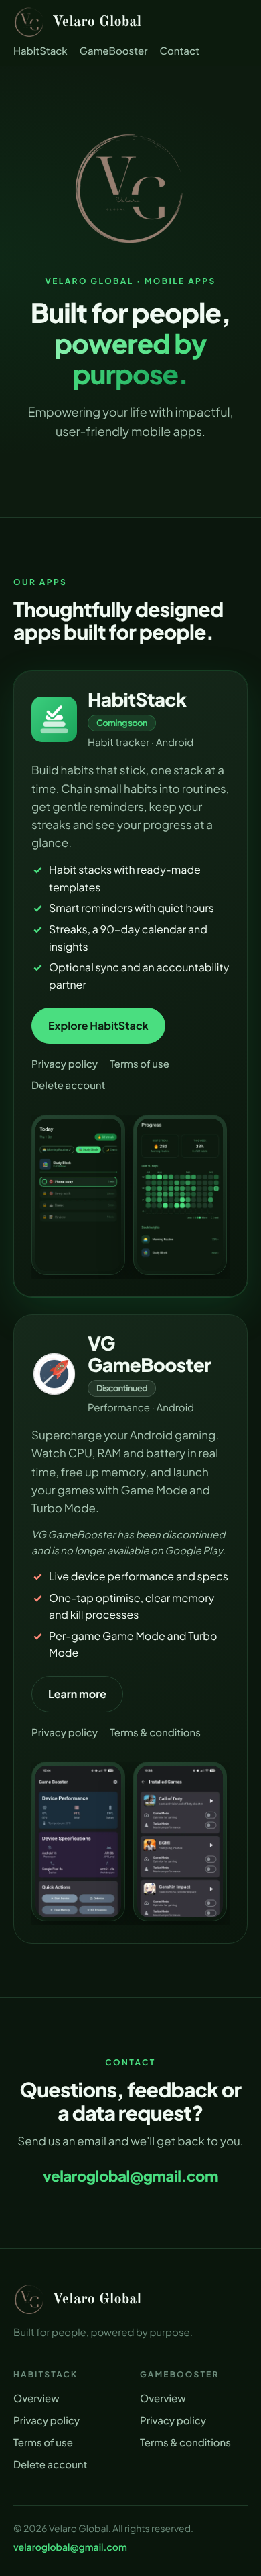 Velaro Global
HabitStack GameBooster Contact
VG
VELARO GLOBAL · MOBILE APPS
Built for people,
powered by
purpose.
Empowering your life with impactful,
user-friendly mobile apps.
OUR APPS
Thoughtfully designed
apps built for people.
HabitStack
Coming soon
Habit tracker · Android
Build habits that stick, one stack at a
time. Chain small habits into routines,
get gentle reminders, keep your
streaks and see your progress at a
glance.
Habit stacks with ready-made
templates
Smart reminders with quiet hours
Streaks, a 90-day calendar and
insights
Optional sync and an accountability
partner
Explore HabitStack
Privacy policy Terms of use
Delete account
Today
Progress
Study Block
VG
GameBooster
Discontinued
Performance · Android
Supercharge your Android gaming.
Watch CPU, RAM and battery in real
time, free up memory, and launch
your games with Game Mode and
Turbo Mode.
VG GameBooster has been discontinued
and is no longer available on Google Play.
Live device performance and specs
One-tap optimise, clear memory
and kill processes
Per-game Game Mode and Turbo
Mode
Learn more
Privacy policy Terms & conditions
Game Booster
Installed Games
Device Performance
Call of Duty
Device Specifications
BGMI
Quick Actions
Genshin Impact
CONTACT
Questions, feedback or
a data request?
Send us an email and we'll get back to you.
velaroglobal@gmail.com
Velaro Global
Built for people, powered by purpose.
HABITSTACK
Overview
Privacy policy
Terms of use
Delete account
GAMEBOOSTER
Overview
Privacy policy
Terms & conditions
© 2026 Velaro Global. All rights reserved.
velaroglobal@gmail.com